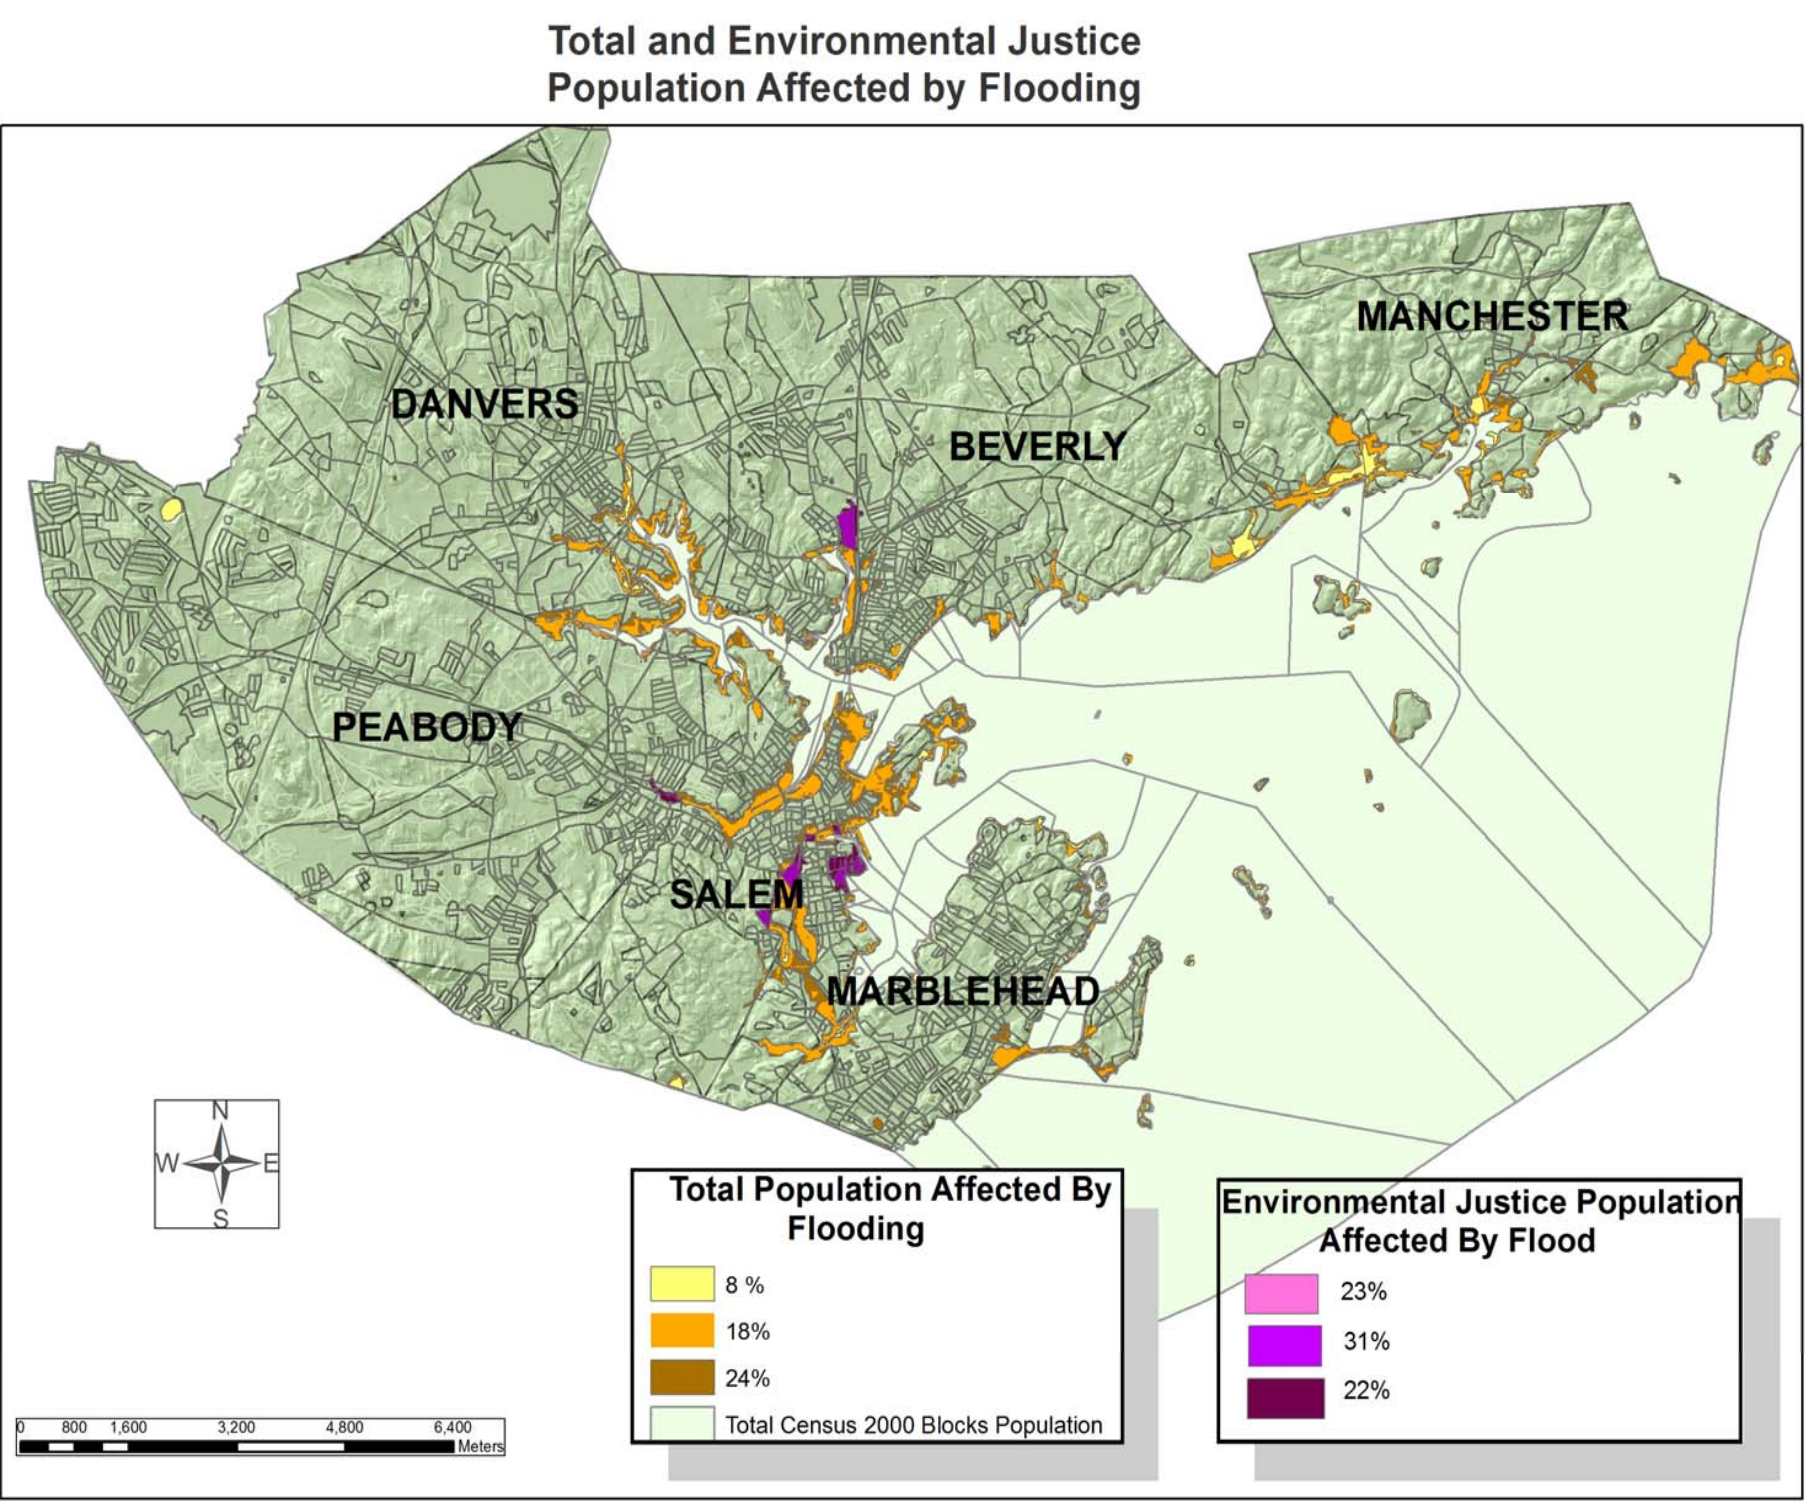 Total and Environmental Justice
Population Affected by Flooding
MANCHESTER
DANVERS
BEVERLY
PEABODY
SALEM
MARBLEHEAD
N
W E
S
Total Population Affected By
Flooding
8 %
18%
24%
Total Census 2000 Blocks Population
Environmental Justice Population
Affected By Flood
23%
31%
22%
0 800 1,600 3,200 4,800 6,400
Meters